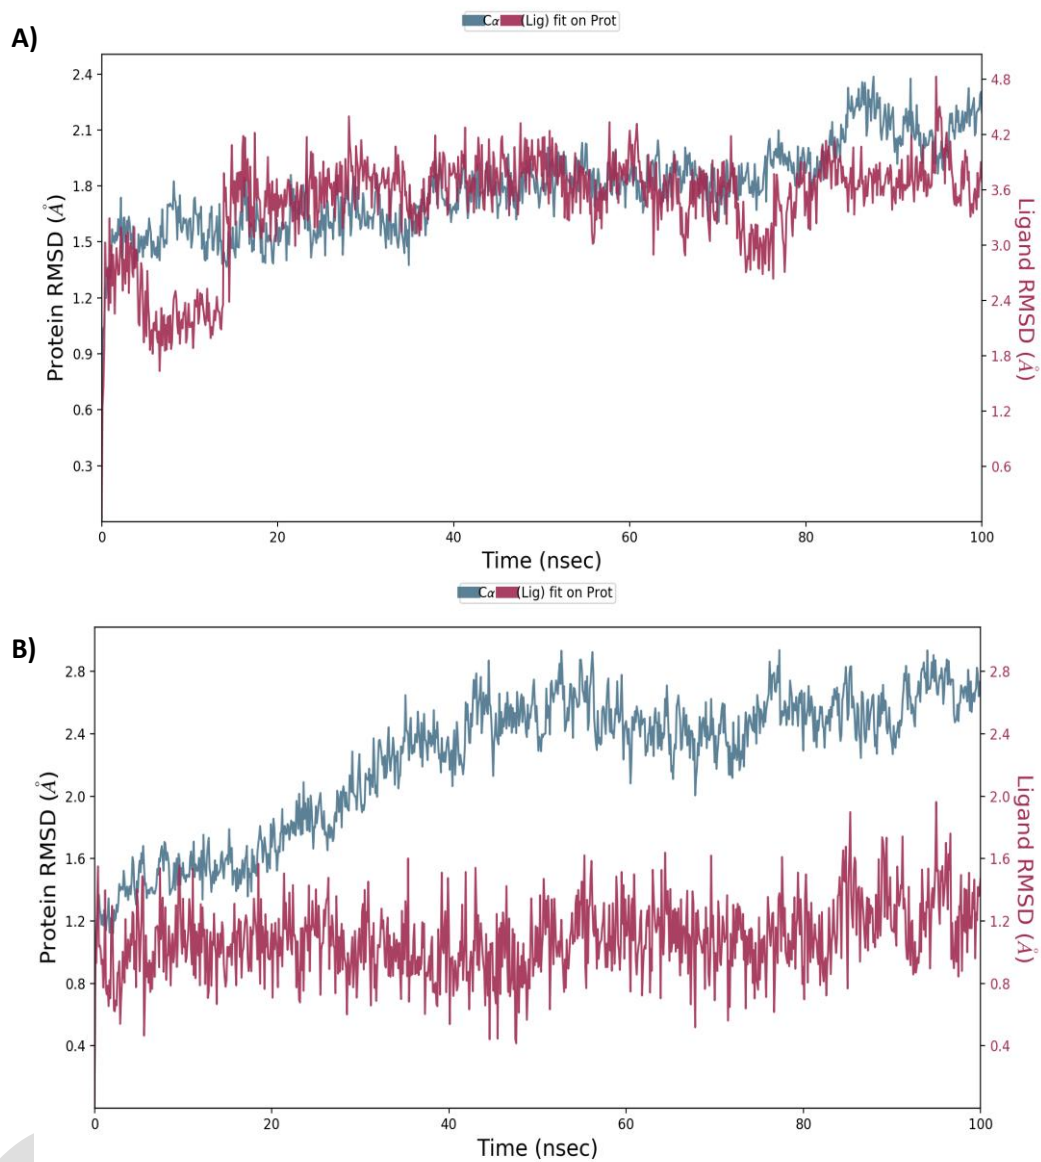 A)
Cα (Lig) fit on Prot
Protein RMSD (Å)
2.4
2.1
1.8
1.5
1.2
0.9
0.6
0.3
4.8
4.2
3.6
3.0
2.4
1.8
1.2
0.6
Ligand RMSD (Å)
0 20 40 60 80 100
Time (nsec)
B)
Cα (Lig) fit on Prot
Protein RMSD (Å)
2.8
2.4
2.0
1.6
1.2
0.8
0.4
2.8
2.4
2.0
1.6
1.2
0.8
0.4
Ligand RMSD (Å)
0 20 40 60 80 100
Time (nsec)